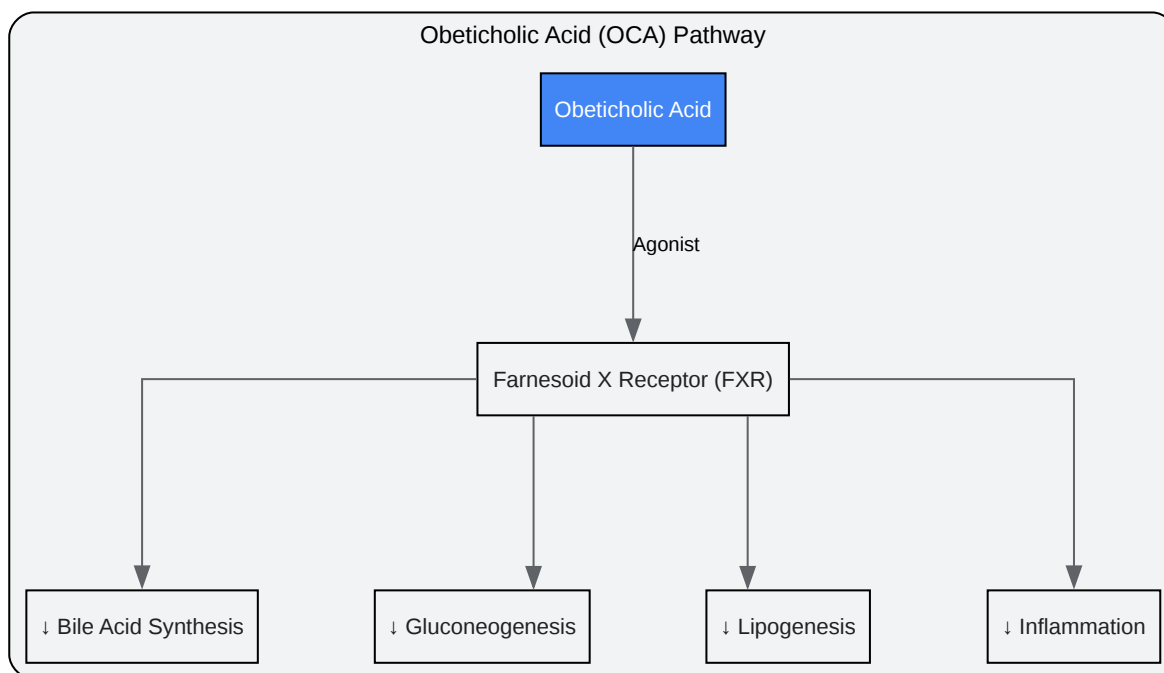 Obeticholic Acid (OCA) Pathway
Obeticholic Acid
Agonist
Farnesoid X Receptor (FXR)
↓ Bile Acid Synthesis
↓ Gluconeogenesis
↓ Lipogenesis
↓ Inflammation